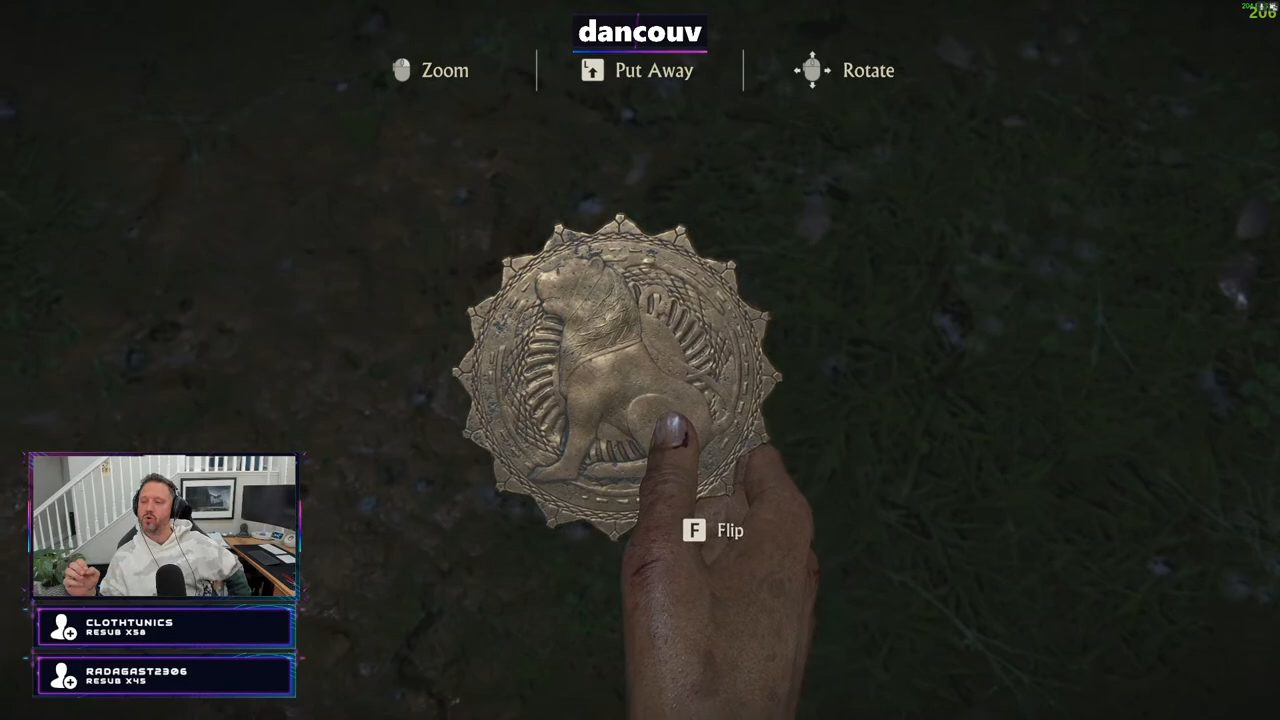 206
dancouv
Zoom
L
Put Away
Rotate
F
Flip
CLOTHTUNICS
RESUB X58
RADAGAST2306
RESUB X45